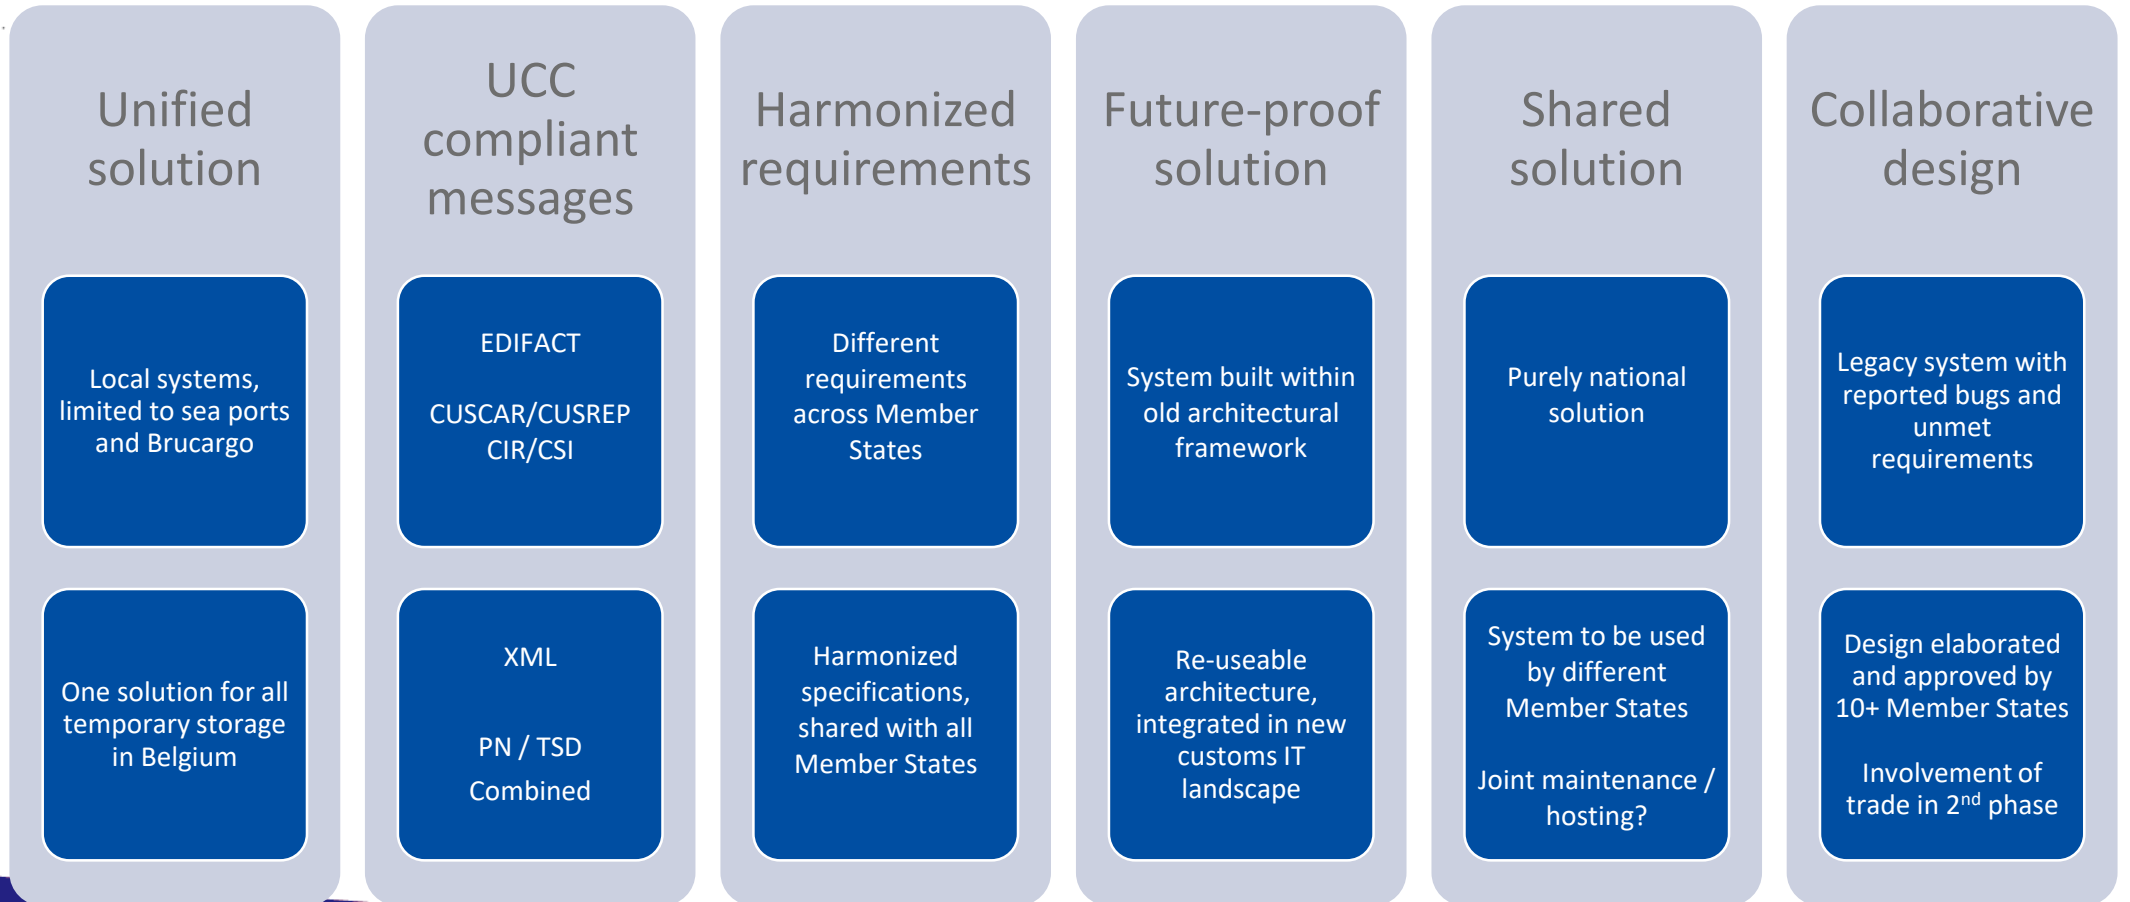 Unified
solution
Local systems,
limited to sea ports
and Brucargo
One solution for all
temporary storage
in Belgium
UCC
compliant
messages
EDIFACT
CUSCAR/CUSREP
CIR/CSI
XML
PN / TSD
Combined
Harmonized
requirements
Different
requirements
across Member
States
Harmonized
specifications,
shared with all
Member States
Future-proof
solution
System built within
old architectural
framework
Re-useable
architecture,
integrated in new
customs IT
landscape
Shared
solution
Purely national
solution
System to be used
by different
Member States
Joint maintenance /
hosting?
Collaborative
design
Legacy system with
reported bugs and
unmet
requirements
Design elaborated
and approved by
10+ Member States
Involvement of
trade in 2nd phase